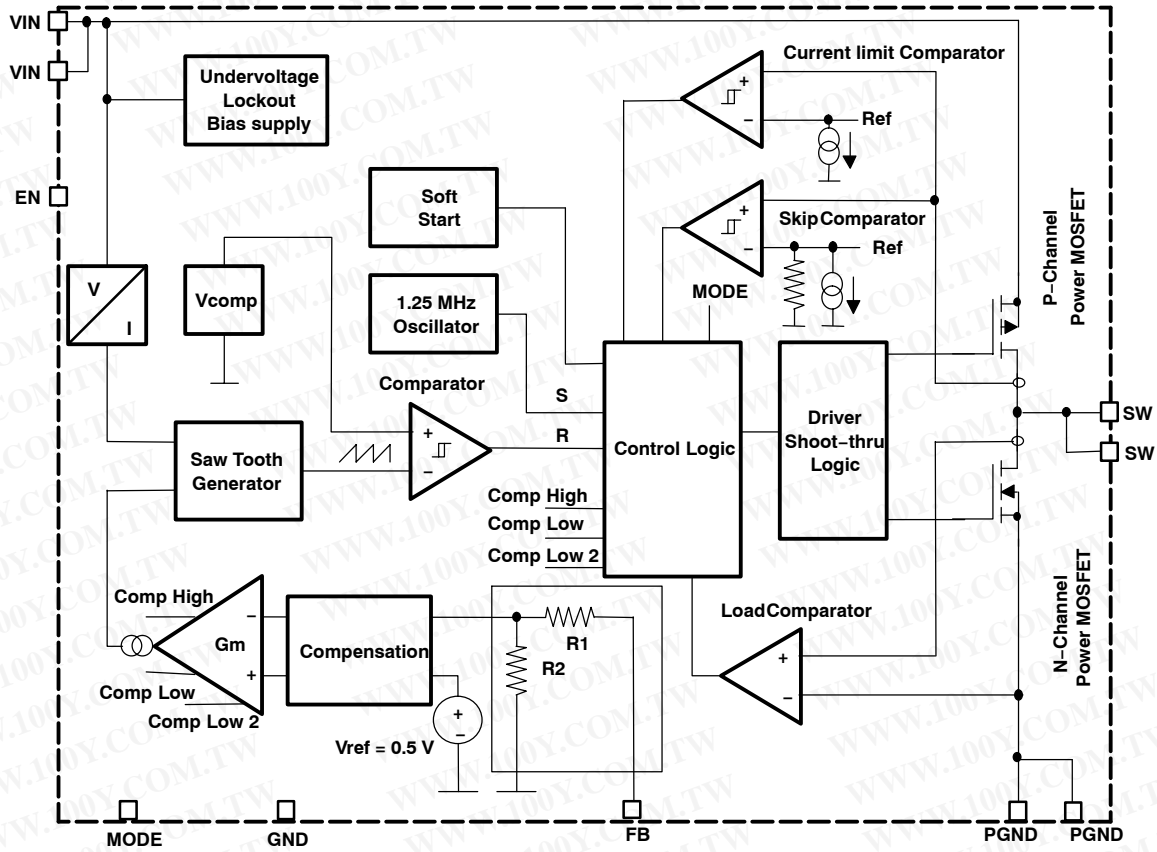 VIN
VIN
EN
Undervoltage
Lockout
Bias supply
Current limit Comparator
+
−
Ref
Soft
Start
+
−
Skip Comparator
Ref
P−Channel
Power MOSFET
V
I
Vcomp
1.25 MHz
Oscillator
MODE
Comparator
+
−
S
R
Control Logic
Driver
Shoot−thru
Logic
SW
SW
Saw Tooth
Generator
Comp High
Comp Low
Comp Low 2
Comp High
Gm
−
+
Comp Low
Comp Low 2
Compensation
R1
R2
+
−
Vref = 0.5 V
Load Comparator
+
−
N−Channel
Power MOSFET
MODE
GND
FB
PGND
PGND
WWW.100Y.COM.TW